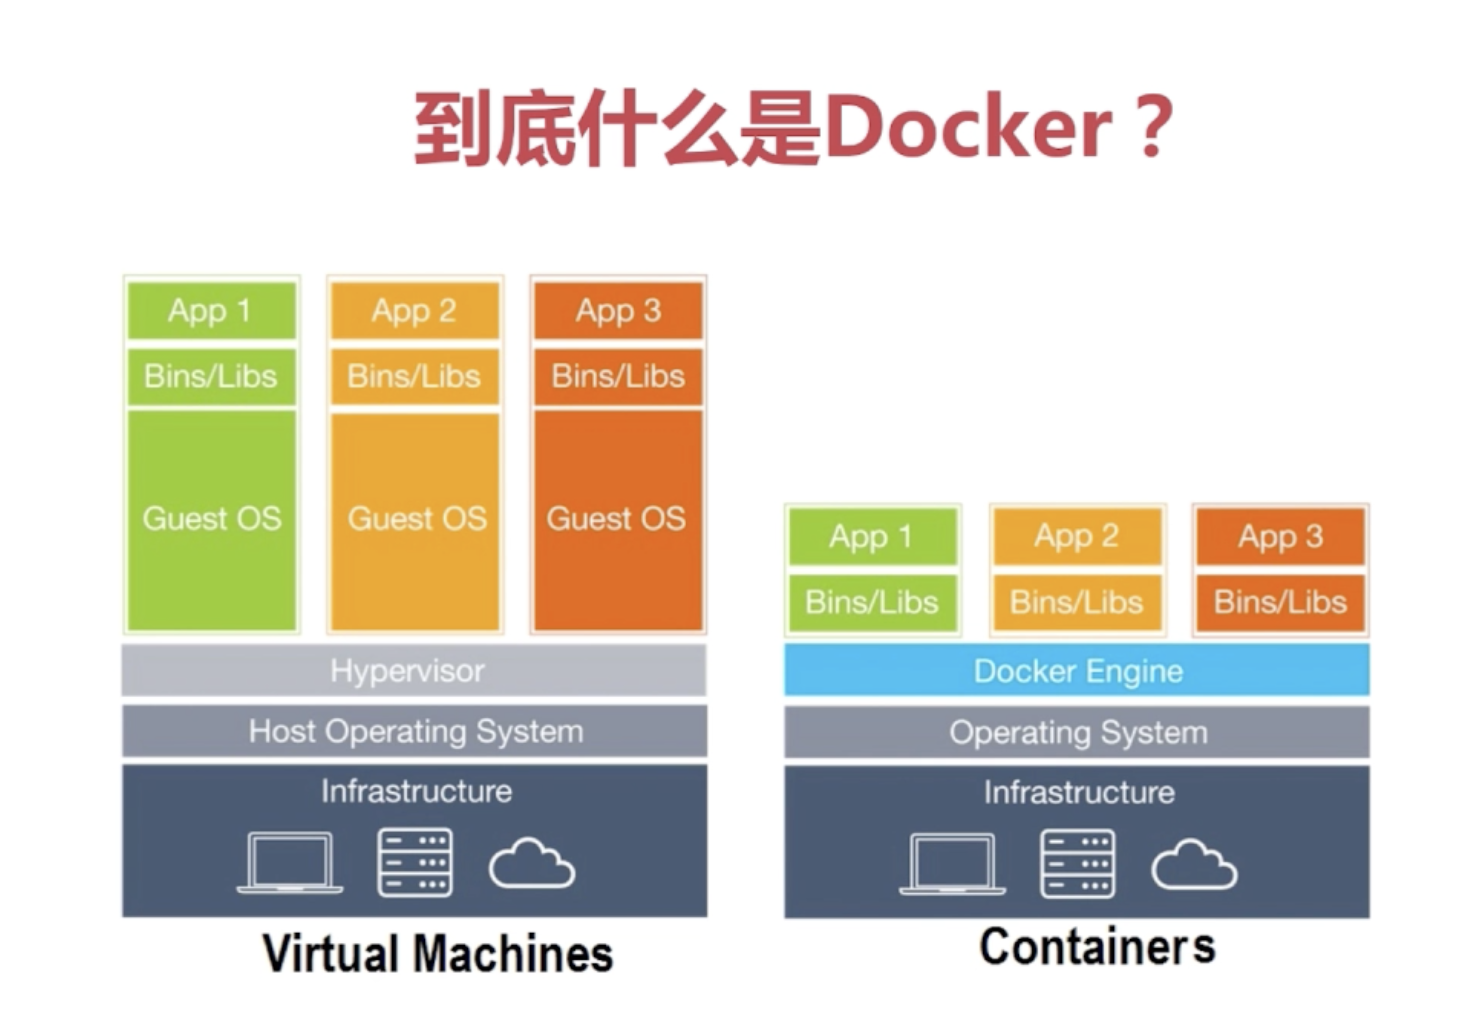 到底什么是Docker？
App 1
Bins/Libs
Guest OS
App 2
Bins/Libs
Guest OS
App 3
Bins/Libs
Guest OS
Hypervisor
Host Operating System
Infrastructure
Virtual Machines
App 1
Bins/Libs
App 2
Bins/Libs
App 3
Bins/Libs
Docker Engine
Operating System
Infrastructure
Containers